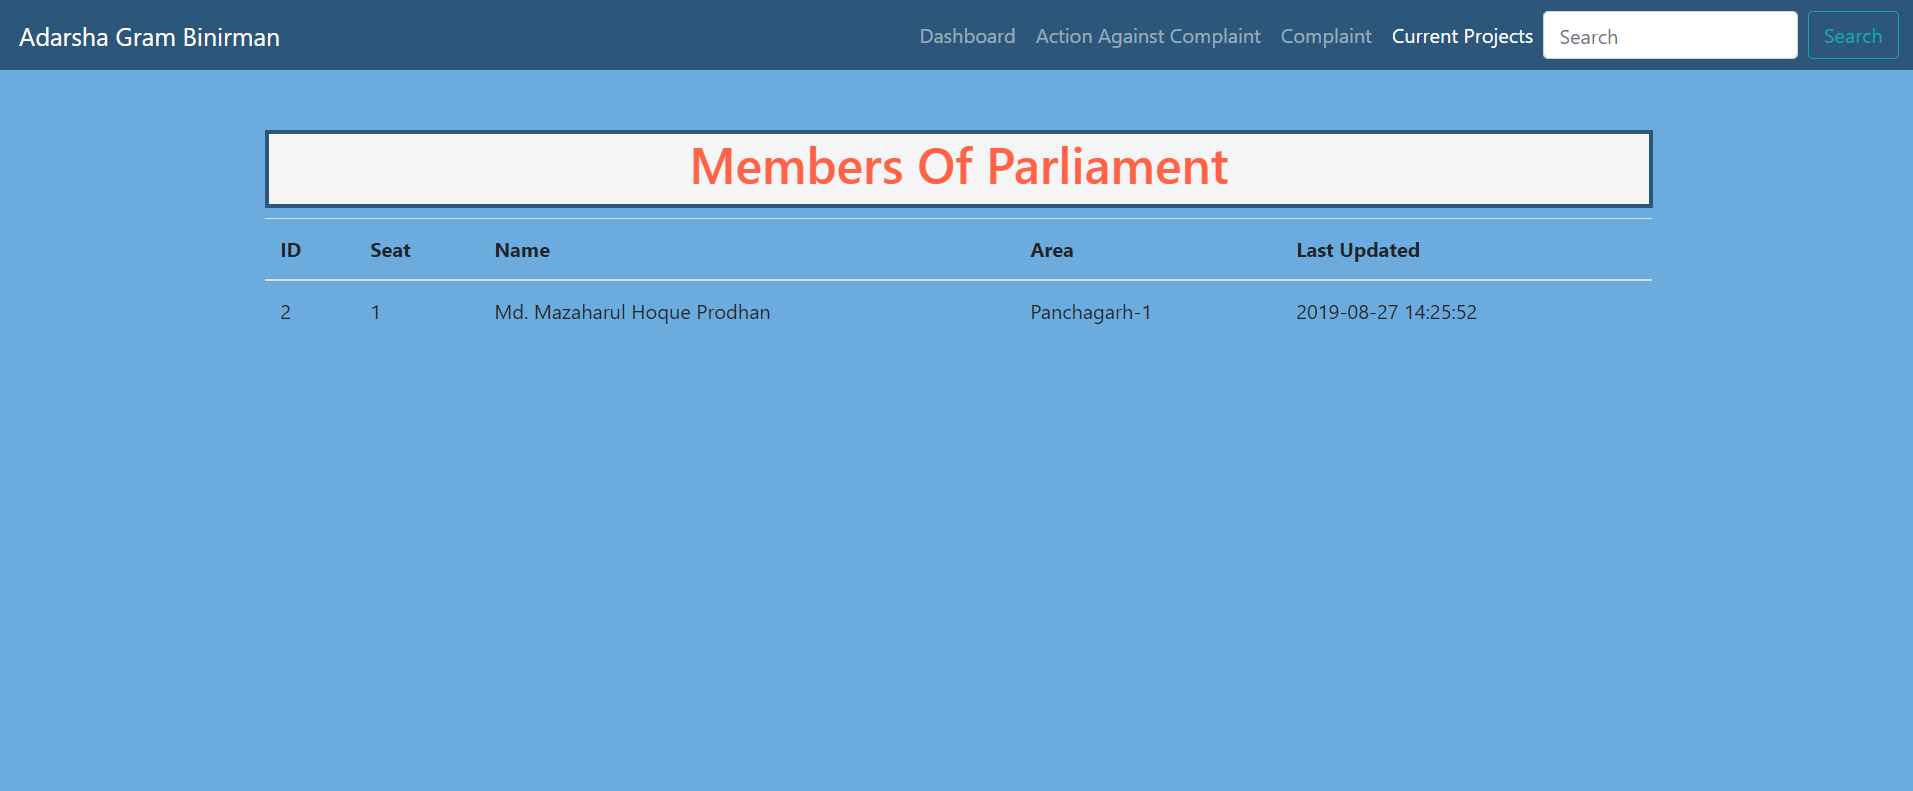 Adarsha Gram Binirman Dashboard Action Against Complaint Complaint Current Projects Search Search
Members Of Parliament
ID Seat Name Area Last Updated
2 1 Md. Mazaharul Hoque Prodhan Panchagarh-1 2019-08-27 14:25:52